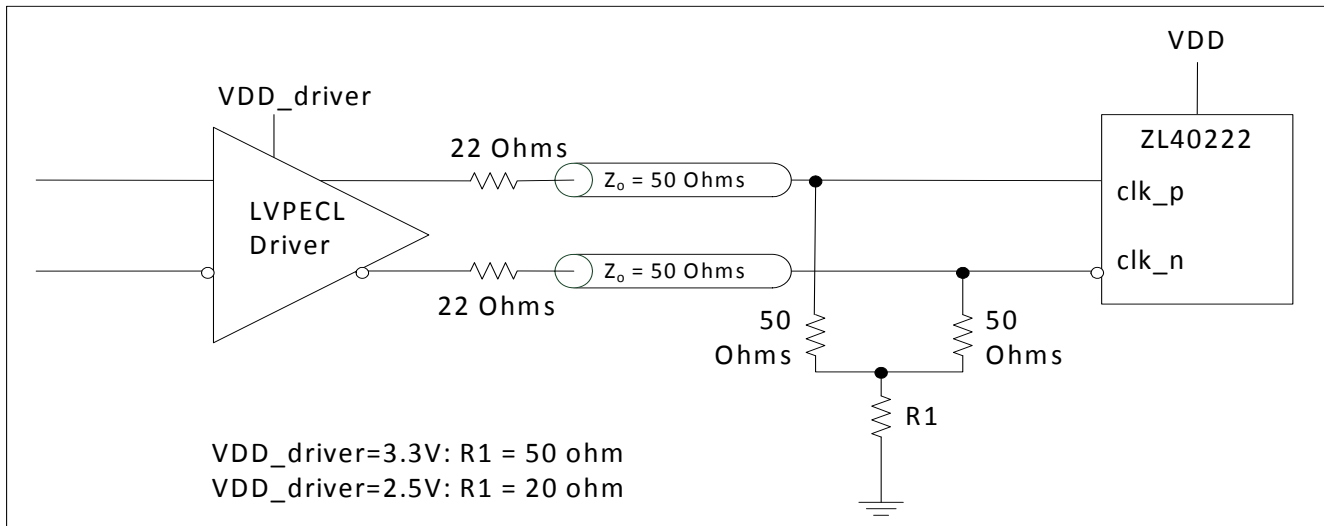 VDD
VDD_driver
22 Ohms
ZL40222
Zo = 50 Ohms
clk_p
LVPECL
Driver
clk_n
Zo = 50 Ohms
22 Ohms
50
Ohms
50
Ohms
R1
VDD_driver=3.3V: R1 = 50 ohm
VDD_driver=2.5V: R1 = 20 ohm